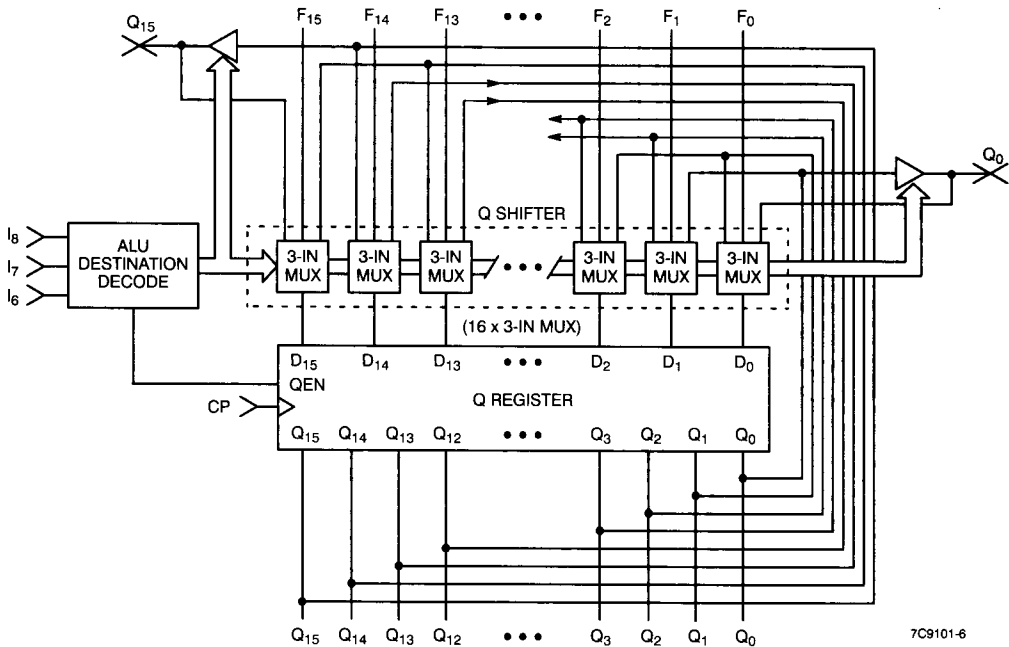 F15 F14 F13 ••• F2 F1 F0
Q15
Q0
Q SHIFTER
I8
I7
I6
ALU DESTINATION DECODE
3-IN MUX
3-IN MUX
3-IN MUX
•••
3-IN MUX
3-IN MUX
3-IN MUX
(16 x 3-IN MUX)
D15 D14 D13 ••• D2 D1 D0
QEN
Q REGISTER
CP
Q15 Q14 Q13 Q12 ••• Q3 Q2 Q1 Q0
Q15 Q14 Q13 Q12 ••• Q3 Q2 Q1 Q0
7C9101-6